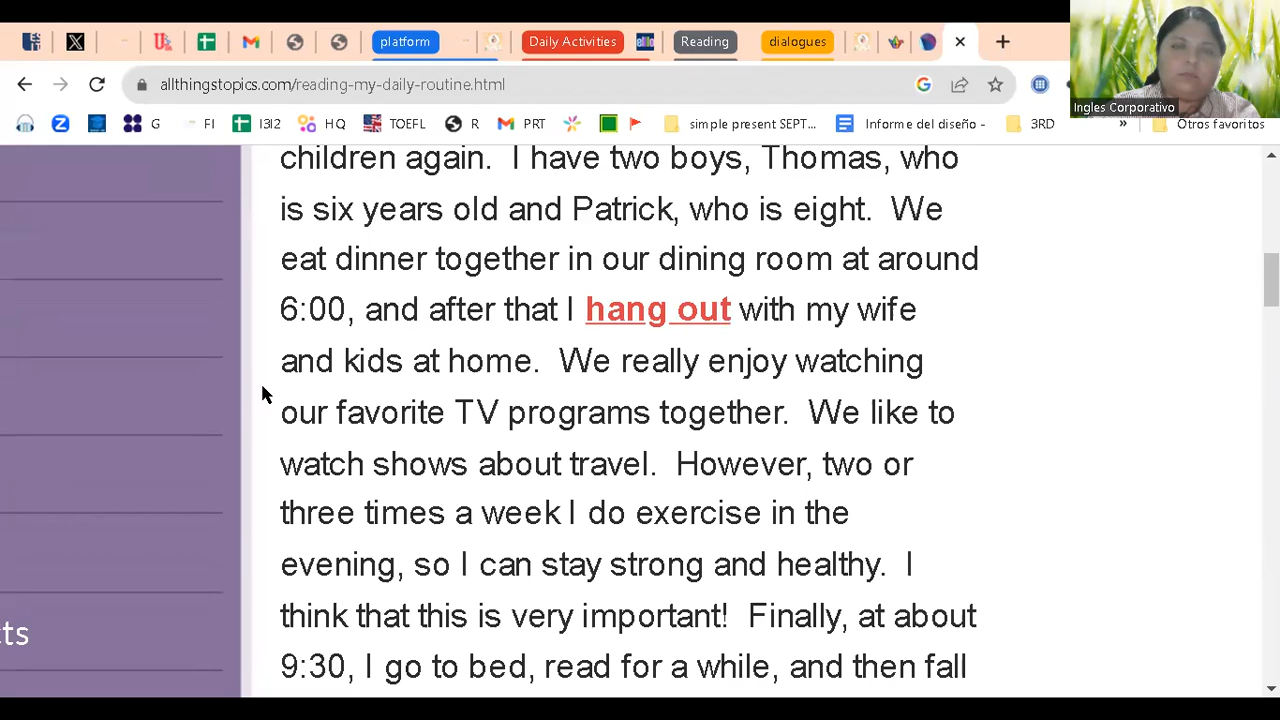 platform
Daily Activities
Reading
dialogues
allthingstopics.com/reading-my-daily-routine.html
Ingles Corporativo
G
FI
I3I2
HQ
TOEFL
R
PRT
simple present SEPT...
Informe del diseño -
3RD
»
Otros favoritos
children again. I have two boys, Thomas, who
is six years old and Patrick, who is eight. We
eat dinner together in our dining room at around
6:00, and after that I hang out with my wife
and kids at home. We really enjoy watching
our favorite TV programs together. We like to
watch shows about travel. However, two or
three times a week I do exercise in the
evening, so I can stay strong and healthy. I
think that this is very important! Finally, at about
9:30, I go to bed, read for a while, and then fall
cts